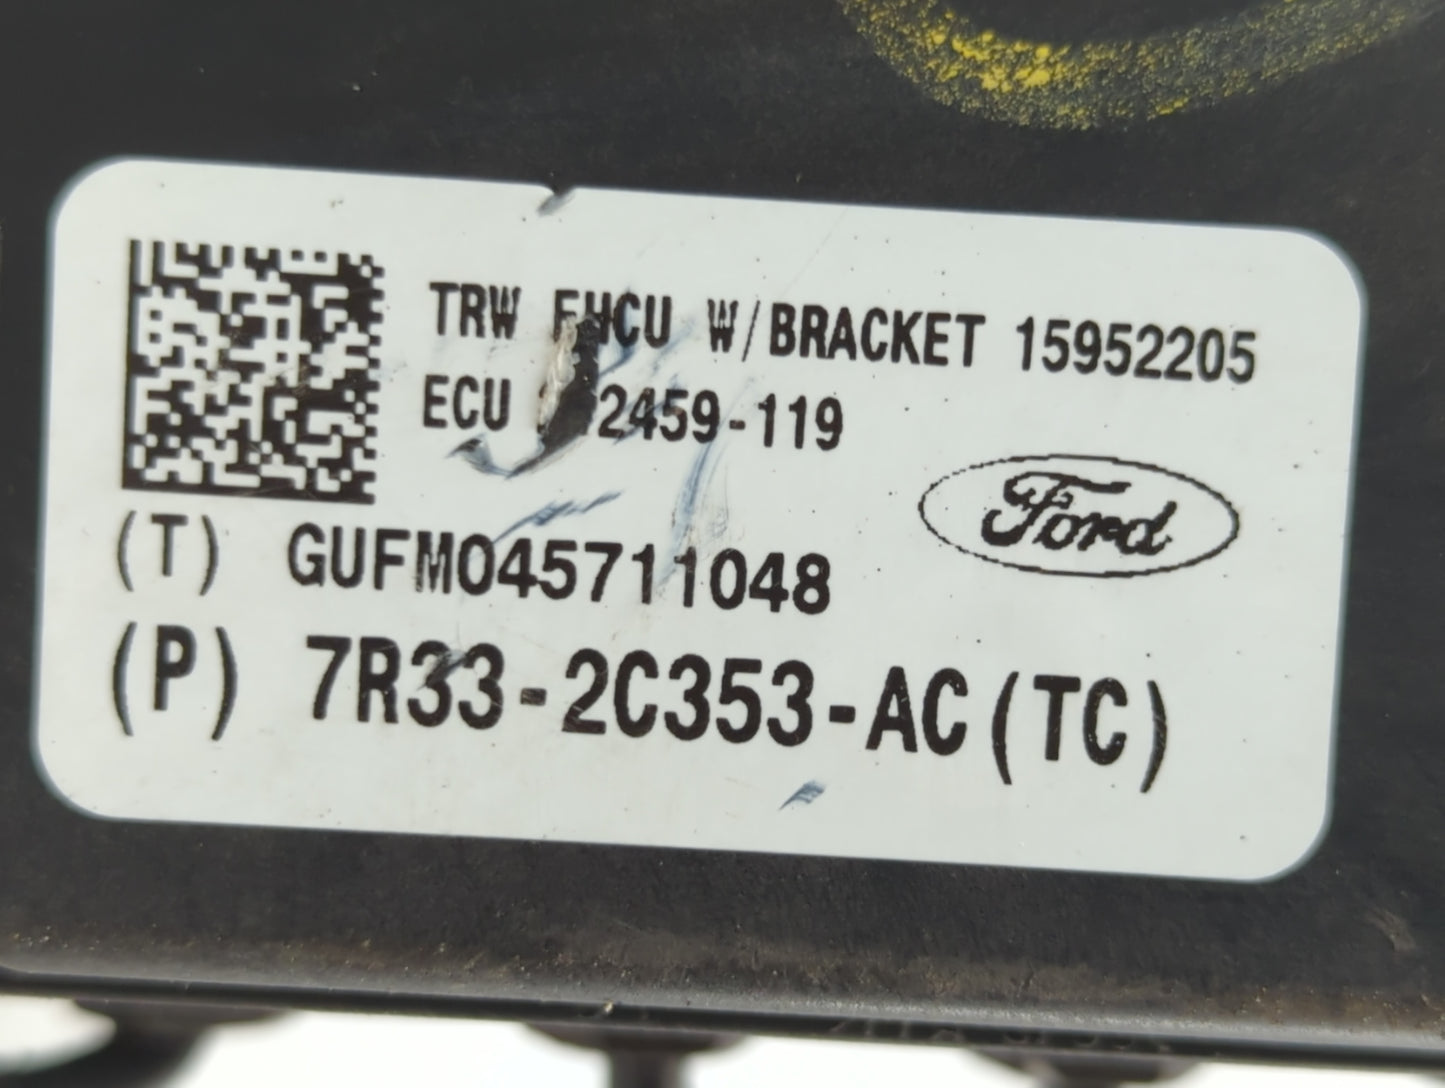 TRW EHCU W/BRACKET 15952205
ECU 2459-119
Ford
(T) GUFM045711048
(P) 7R33-2C353-AC(TC)